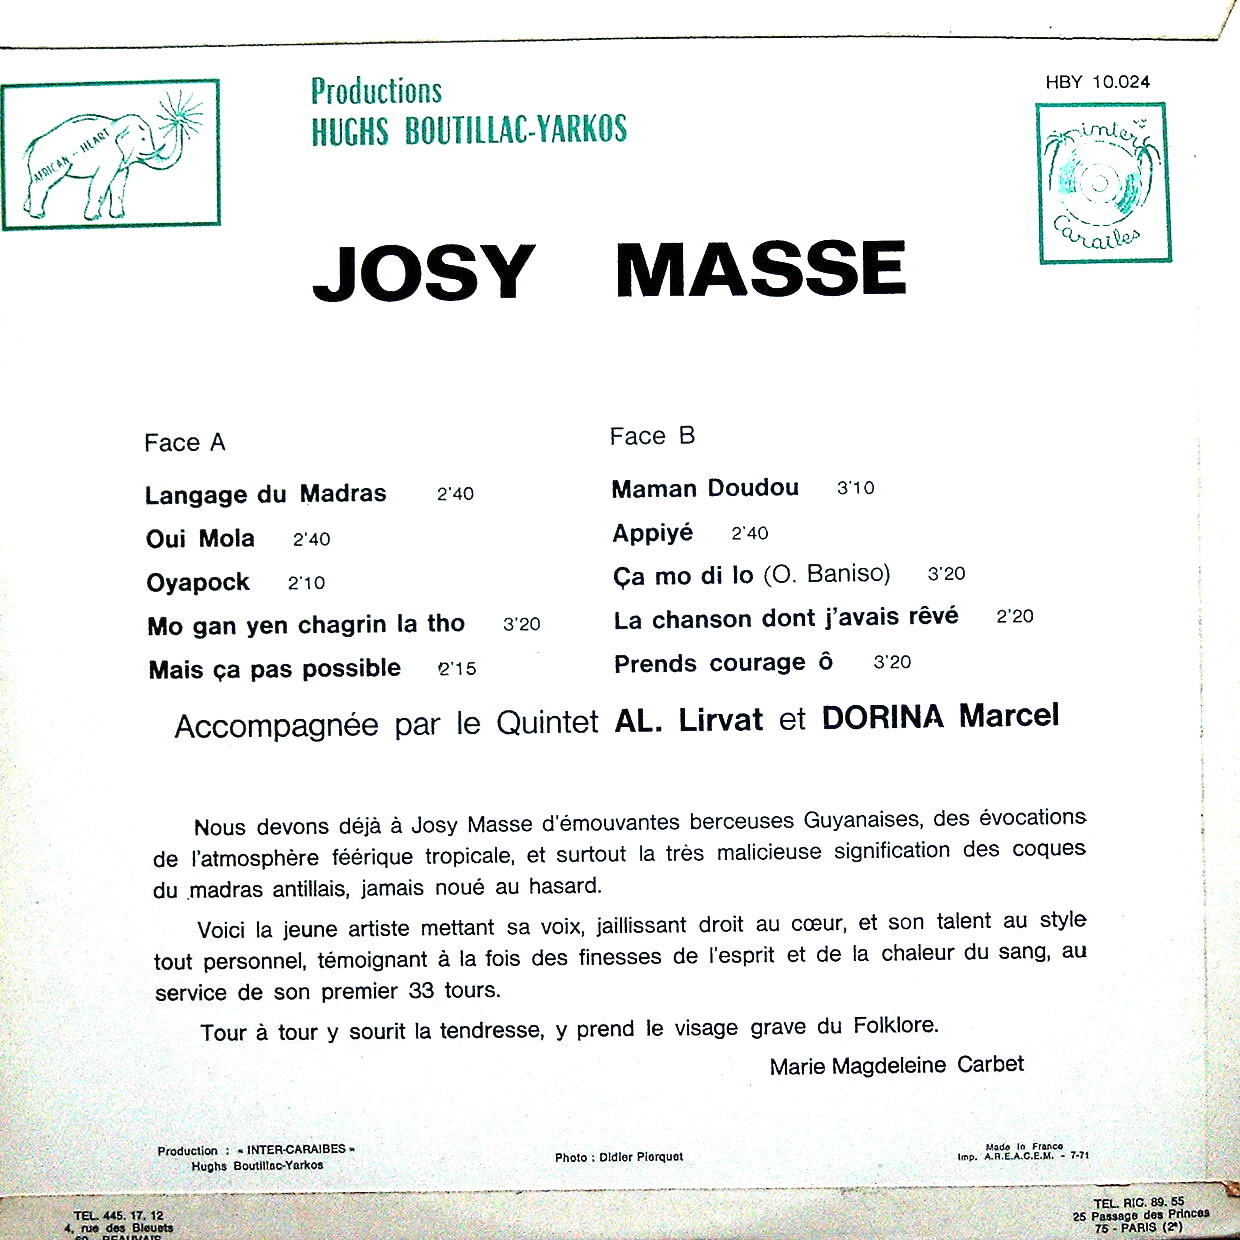 Productions
HUGHS BOUTILLAC-YARKOS
HBY 10.024
AFRICAN - HEART
inter
Caraïbes
JOSY MASSE
Face A
Langage du Madras 2'40
Oui Mola 2'40
Oyapock 2'10
Mo gan yen chagrin la tho 3'20
Mais ça pas possible 2'15
Face B
Maman Doudou 3'10
Appiyé 2'40
Ça mo di lo (O. Baniso) 3'20
La chanson dont j'avais rêvé 2'20
Prends courage ô 3'20
Accompagnée par le Quintet AL. Lirvat et DORINA Marcel
Nous devons déjà à Josy Masse d'émouvantes berceuses Guyanaises, des évocations
de l'atmosphère féérique tropicale, et surtout la très malicieuse signification des coques
du madras antillais, jamais noué au hasard.
Voici la jeune artiste mettant sa voix, jaillissant droit au cœur, et son talent au style
tout personnel, témoignant à la fois des finesses de l'esprit et de la chaleur du sang, au
service de son premier 33 tours.
Tour à tour y sourit la tendresse, y prend le visage grave du Folklore.
Marie Magdeleine Carbet
Production : « INTER-CARAIBES »
Hughs Boutillac-Yarkos
Photo : Didier Pierquet
Made in France
Imp. A.R.E.A.C.E.M. - 7-71
TEL. 445. 17. 12
4, rue des Bleuets
60 - BEAUVAIS
TEL. RIC. 89. 55
25 Passage des Princes
75 - PARIS (2e)